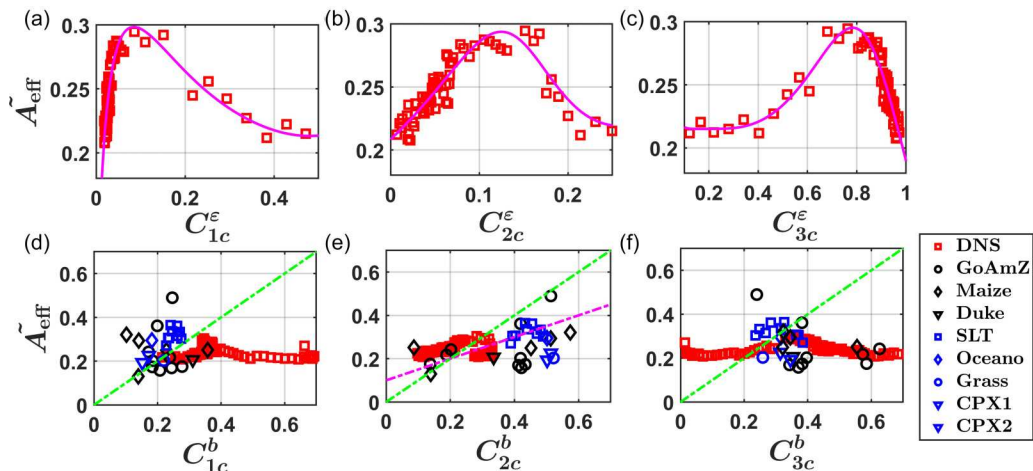 (a) (b) (c)
0.3 0.3 0.3
0.25 0.25 0.25
0.2 0.2 0.2
Ã_eff
0 0.2 0.4 0 0.1 0.2 0.2 0.4 0.6 0.8 1
C^ε_1c C^ε_2c C^ε_3c
(d) (e) (f)
0.6 0.6 0.6
0.4 0.4 0.4
0.2 0.2 0.2
0 0 0
Ã_eff
0 0.2 0.4 0.6 0 0.2 0.4 0.6 0 0.2 0.4 0.6
C^b_1c C^b_2c C^b_3c
DNS
GoAmZ
Maize
Duke
SLT
Oceano
Grass
CPX1
CPX2